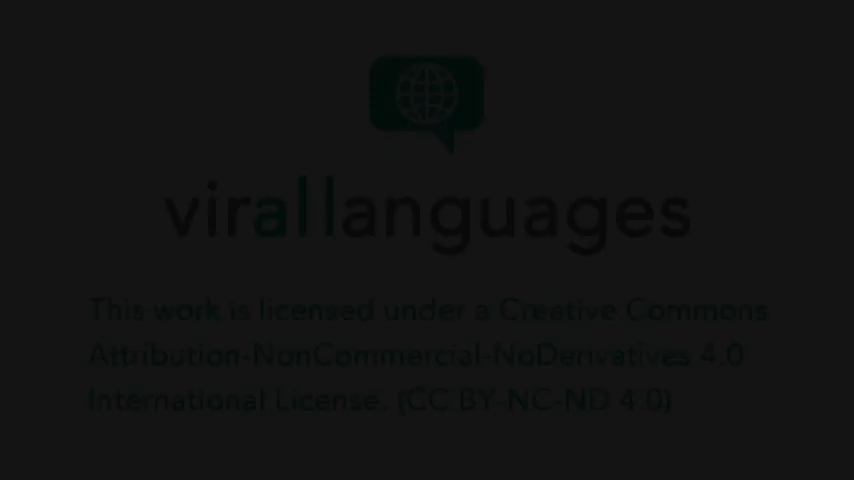 virallanguages
This work is licensed under a Creative Commons
Attribution-NonCommercial-NoDerivatives 4.0
International License. (CC BY-NC-ND 4.0)